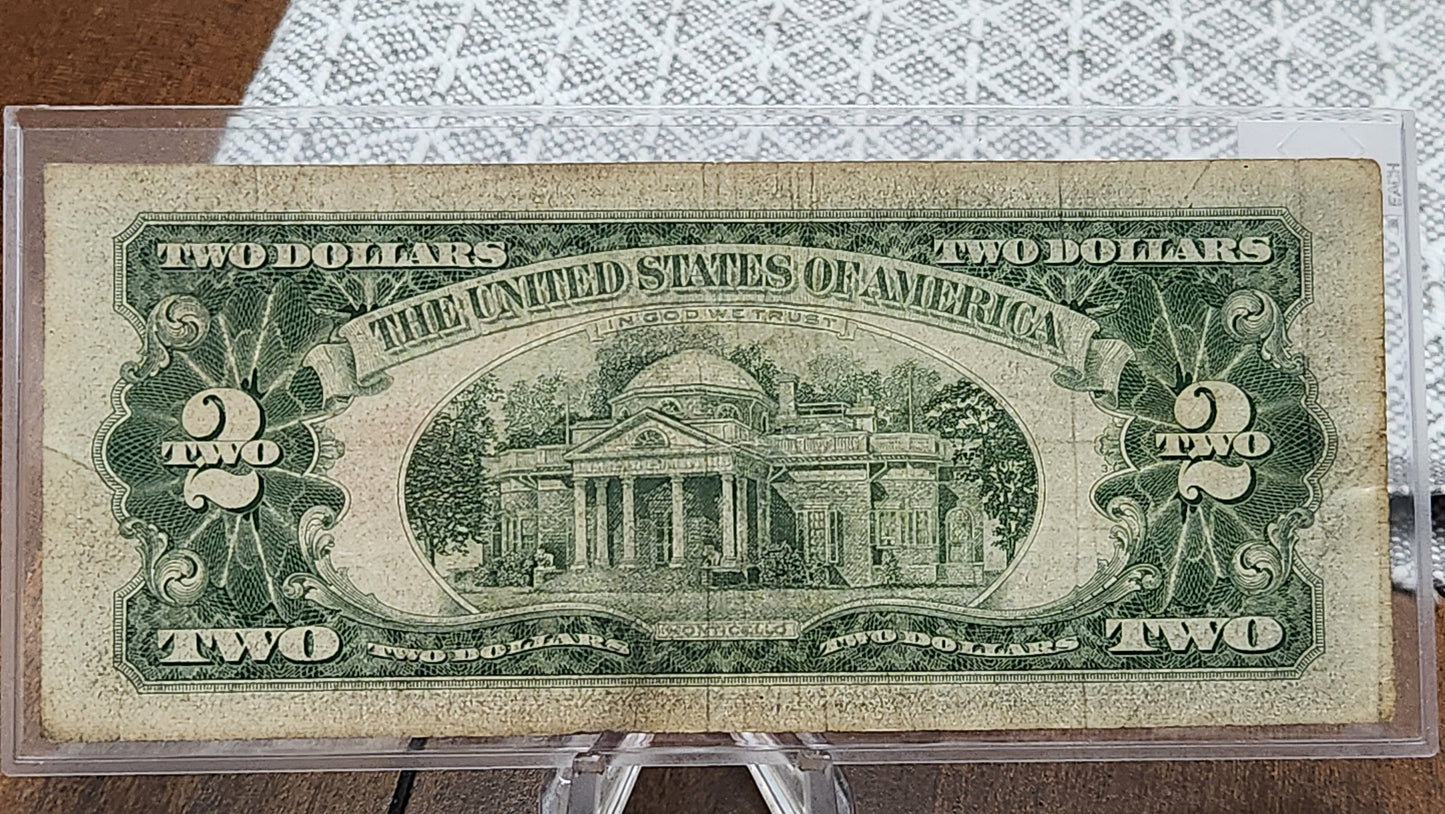 TWO DOLLARS TWO DOLLARS
THE UNITED STATES OF AMERICA
IN GOD WE TRUST
2 2
TWO TWO
MONTICELLO
TWO TWO DOLLARS TWO DOLLARS TWO
EACH